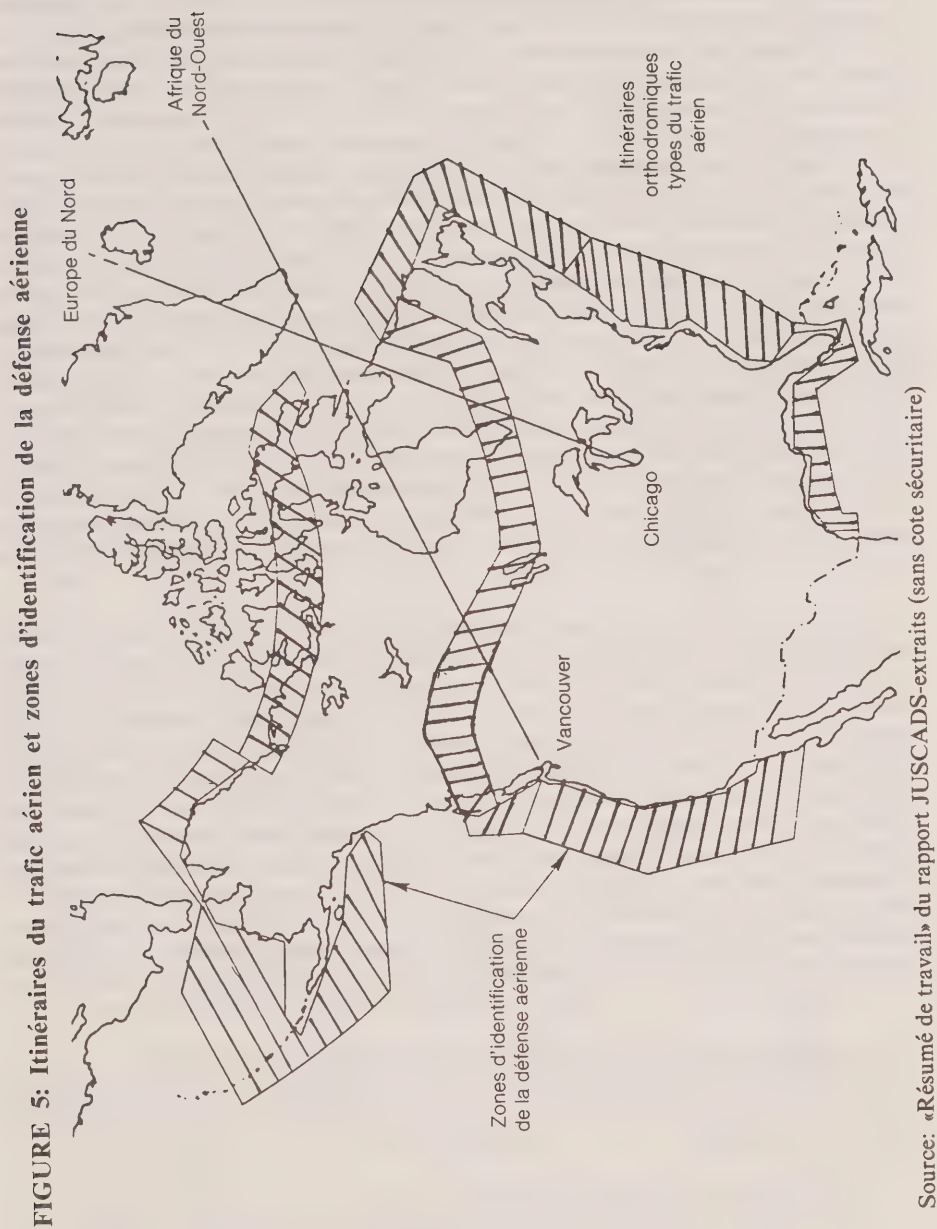 FIGURE 5: Itinéraires du trafic aérien et zones d'identification de la défense aérienne
Europe du Nord
Afrique du
Nord-Ouest
Itinéraires
orthodromiques
types du trafic
aérien
Chicago
Vancouver
Zones d'identification
de la défense aérienne
Source: «Résumé de travail» du rapport JUSCADS-extraits (sans cote sécuritaire)